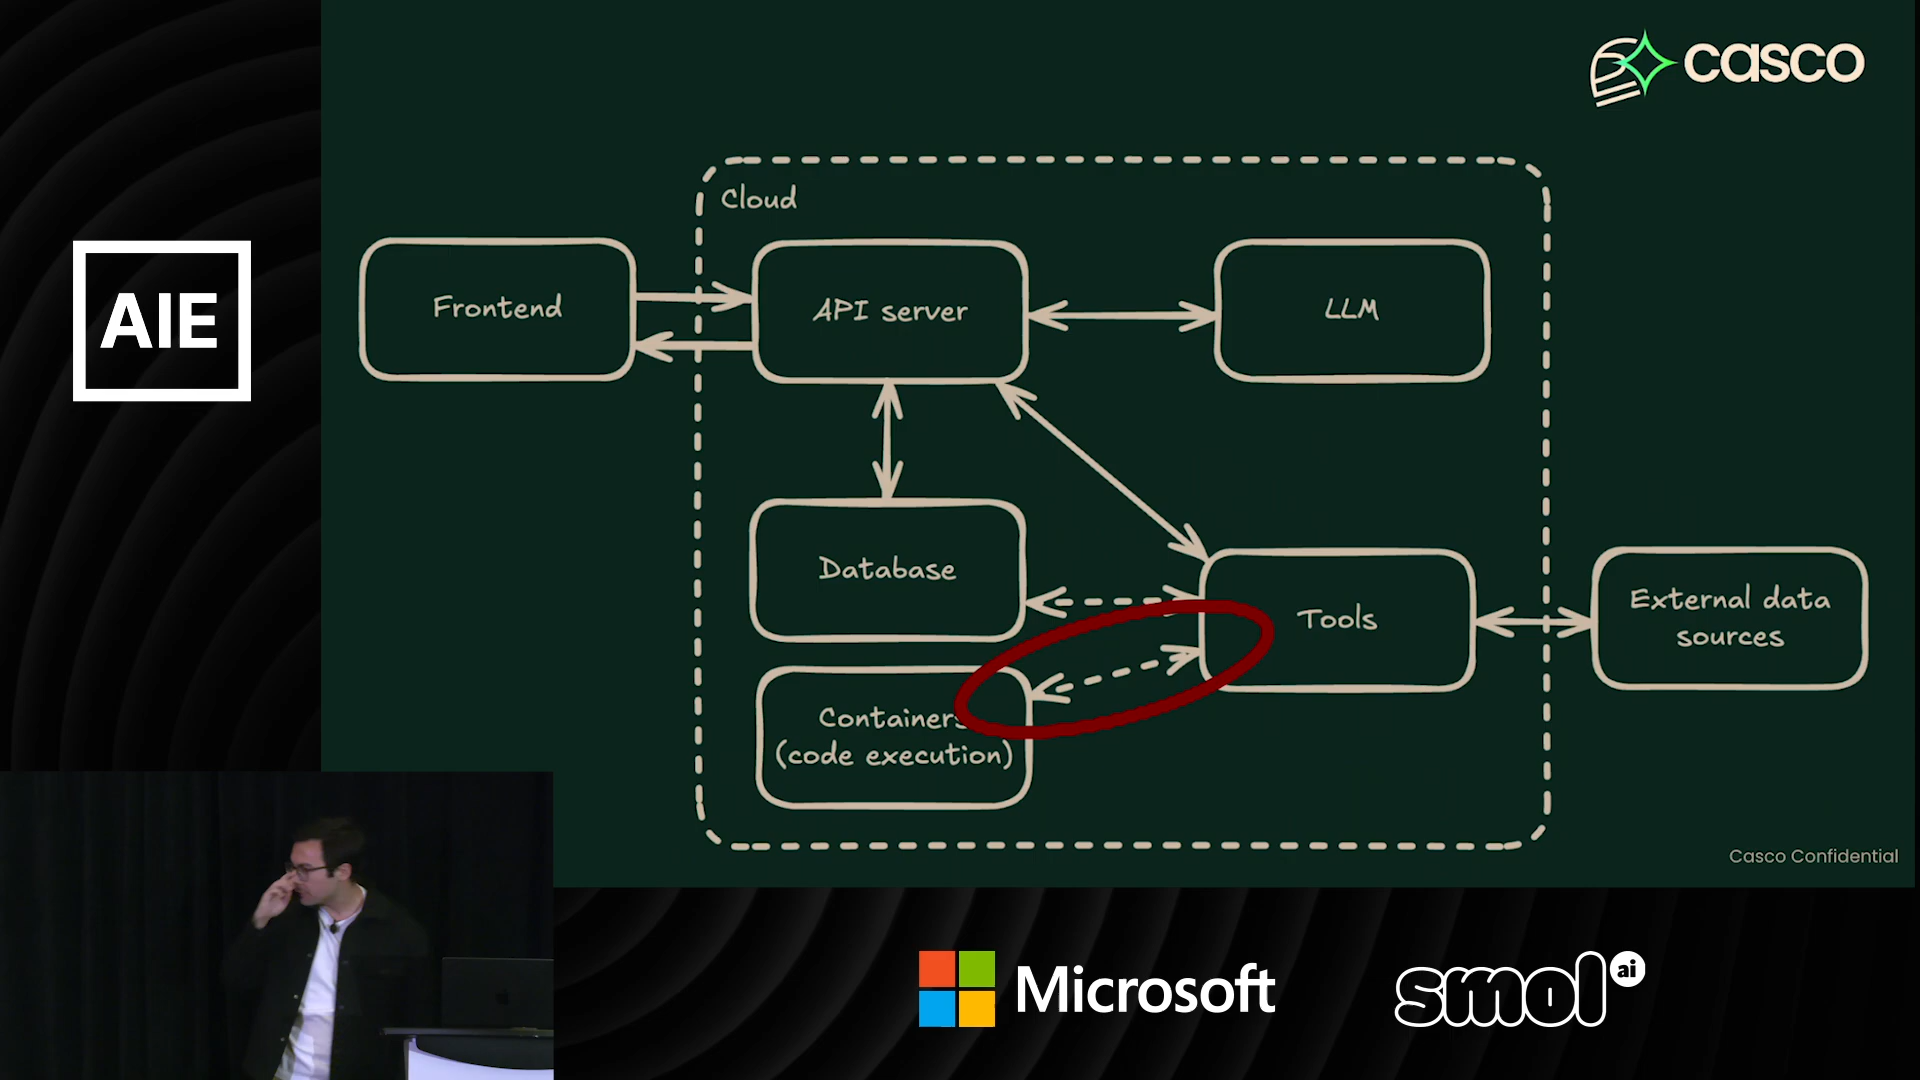 AIE
casco
Cloud
Frontend
API server
LLM
Database
Tools
External data
sources
Containers
(code execution)
Casco Confidential
Microsoft
smol ai